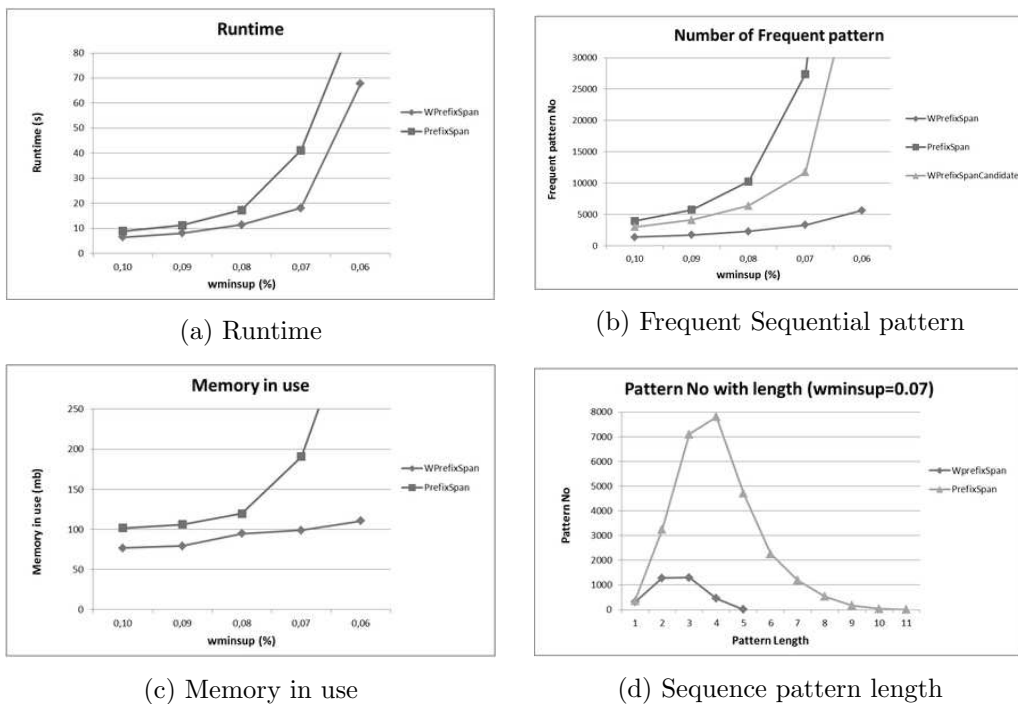 Runtime
80
70
60
50
40
30
20
10
0
Runtime (s)
0,10 0,09 0,08 0,07 0,06
wminsup (%)
WPrefixSpan
PrefixSpan
(a) Runtime
Number of Frequent pattern
30000
25000
20000
15000
10000
5000
0
Frequent pattern No
0,10 0,09 0,08 0,07 0,06
wminsup (%)
WPrefixSpan
PrefixSpan
WPrefixSpanCandidate
(b) Frequent Sequential pattern
Memory in use
250
200
150
100
50
0
Memory in use (mb)
0,10 0,09 0,08 0,07 0,06
wminsup (%)
WPrefixSpan
PrefixSpan
(c) Memory in use
Pattern No with length (wminsup=0.07)
8000
7000
6000
5000
4000
3000
2000
1000
0
Pattern No
1 2 3 4 5 6 7 8 9 10 11
Pattern Length
WprefixSpan
PrefixSpan
(d) Sequence pattern length